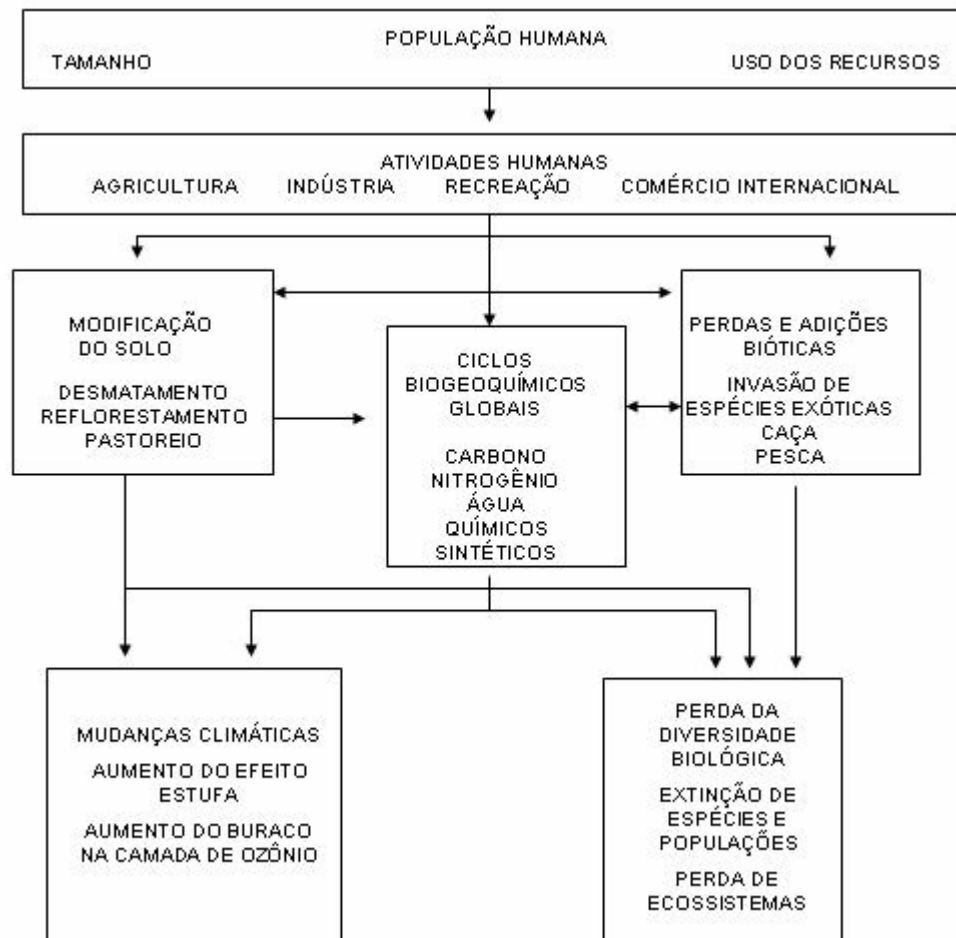 POPULAÇÃO HUMANA
TAMANHO USO DOS RECURSOS
ATIVIDADES HUMANAS
AGRICULTURA INDÚSTRIA RECREAÇÃO COMÉRCIO INTERNACIONAL
MODIFICAÇÃO
DO SOLO
DESMATAMENTO
REFLORESTAMENTO
PASTOREIO
CICLOS
BIOGEOQUÍMICOS
GLOBAIS
CARBONO
NITROGÊNIO
ÁGUA
QUÍMICOS
SINTÉTICOS
PERDAS E ADIÇÕES
BIÓTICAS
INVASÃO DE
ESPÉCIES EXÓTICAS
CAÇA
PESCA
MUDANÇAS CLIMÁTICAS
AUMENTO DO EFEITO
ESTUFA
AUMENTO DO BURACO
NA CAMADA DE OZÔNIO
PERDA DA
DIVERSIDADE
BIOLÓGICA
EXTINÇÃO DE
ESPÉCIES E
POPULAÇÕES
PERDA DE
ECOSSISTEMAS